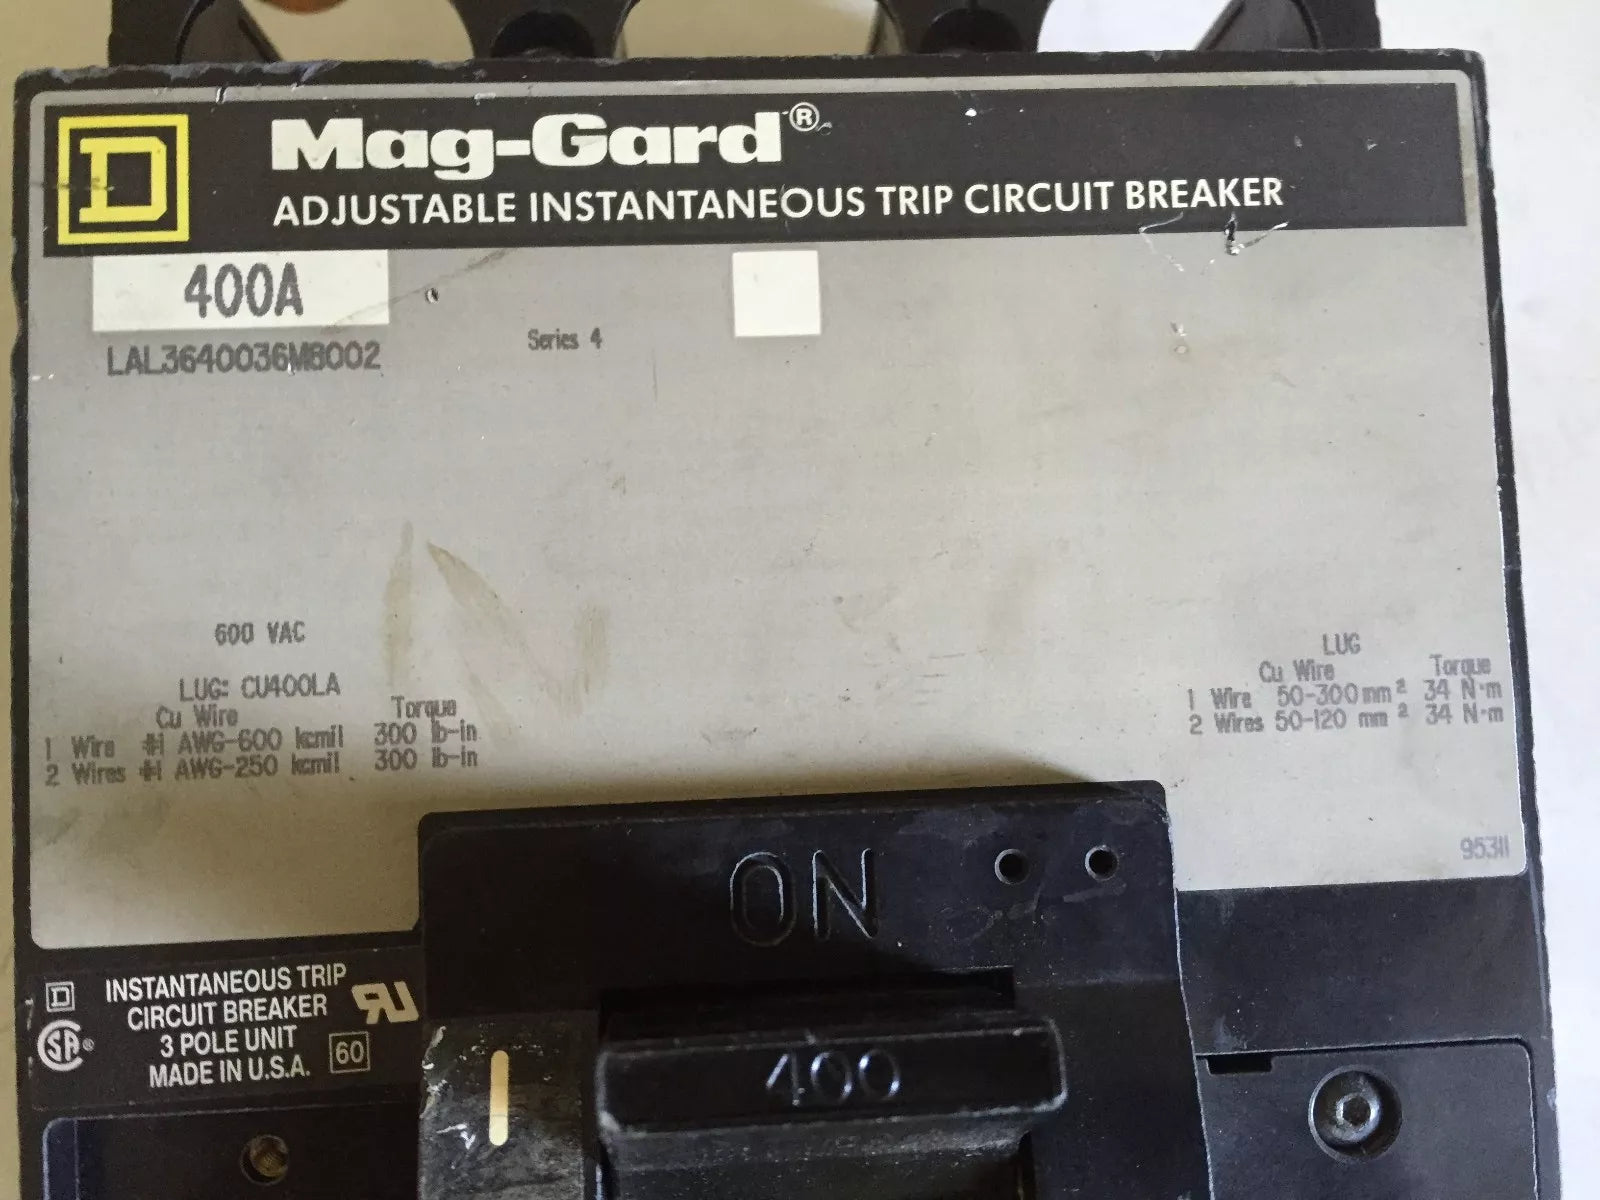 D Mag-Gard®
ADJUSTABLE INSTANTANEOUS TRIP CIRCUIT BREAKER
400A
LAL3640036M8002
Series 4
600 VAC
LUG: CU400LA
Cu Wire Torque
1 Wire #1 AWG-600 kcmil 300 lb-in
2 Wires #1 AWG-250 kcmil 300 lb-in
LUG
Cu Wire Torque
1 Wire 50-300 mm² 34 N·m
2 Wires 50-120 mm² 34 N·m
95311
ON
D INSTANTANEOUS TRIP
CIRCUIT BREAKER
3 POLE UNIT
MADE IN U.S.A.
60
SA®
RU
400